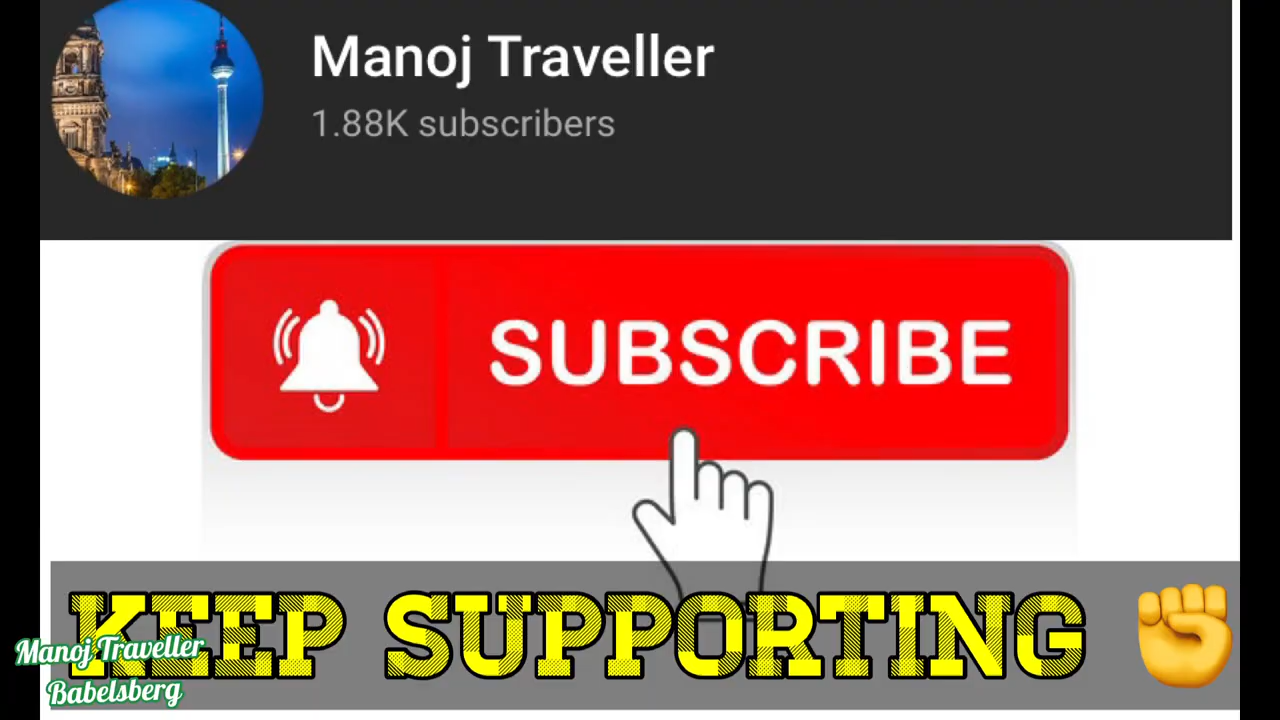 Manoj Traveller
1.88K subscribers
SUBSCRIBE
KEEP SUPPORTING ✊
Manoj Traveller
Babelsberg